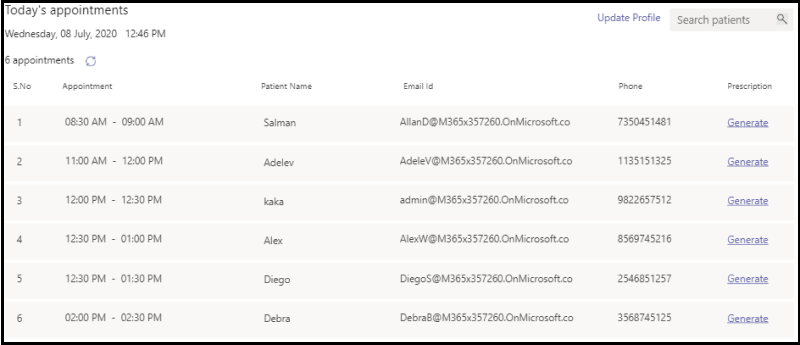 Today's appointments
Update Profile
Search patients
Wednesday, 08 July, 2020 12:46 PM
6 appointments
S.No Appointment Patient Name Email Id Phone Prescription
1 08:30 AM - 09:00 AM Salman AllanD@M365x357260.OnMicrosoft.co 7350451481 Generate
2 11:00 AM - 12:00 PM Adelev AdeleV@M365x357260.OnMicrosoft.co 1135151325 Generate
3 12:00 PM - 12:30 PM kaka admin@M365x357260.OnMicrosoft.co 9822657512 Generate
4 12:30 PM - 01:00 PM Alex AlexW@M365x357260.OnMicrosoft.co 8569745216 Generate
5 12:30 PM - 01:30 PM Diego DiegoS@M365x357260.OnMicrosoft.co 2546851257 Generate
6 02:00 PM - 02:30 PM Debra DebraB@M365x357260.OnMicrosoft.co 3568745125 Generate